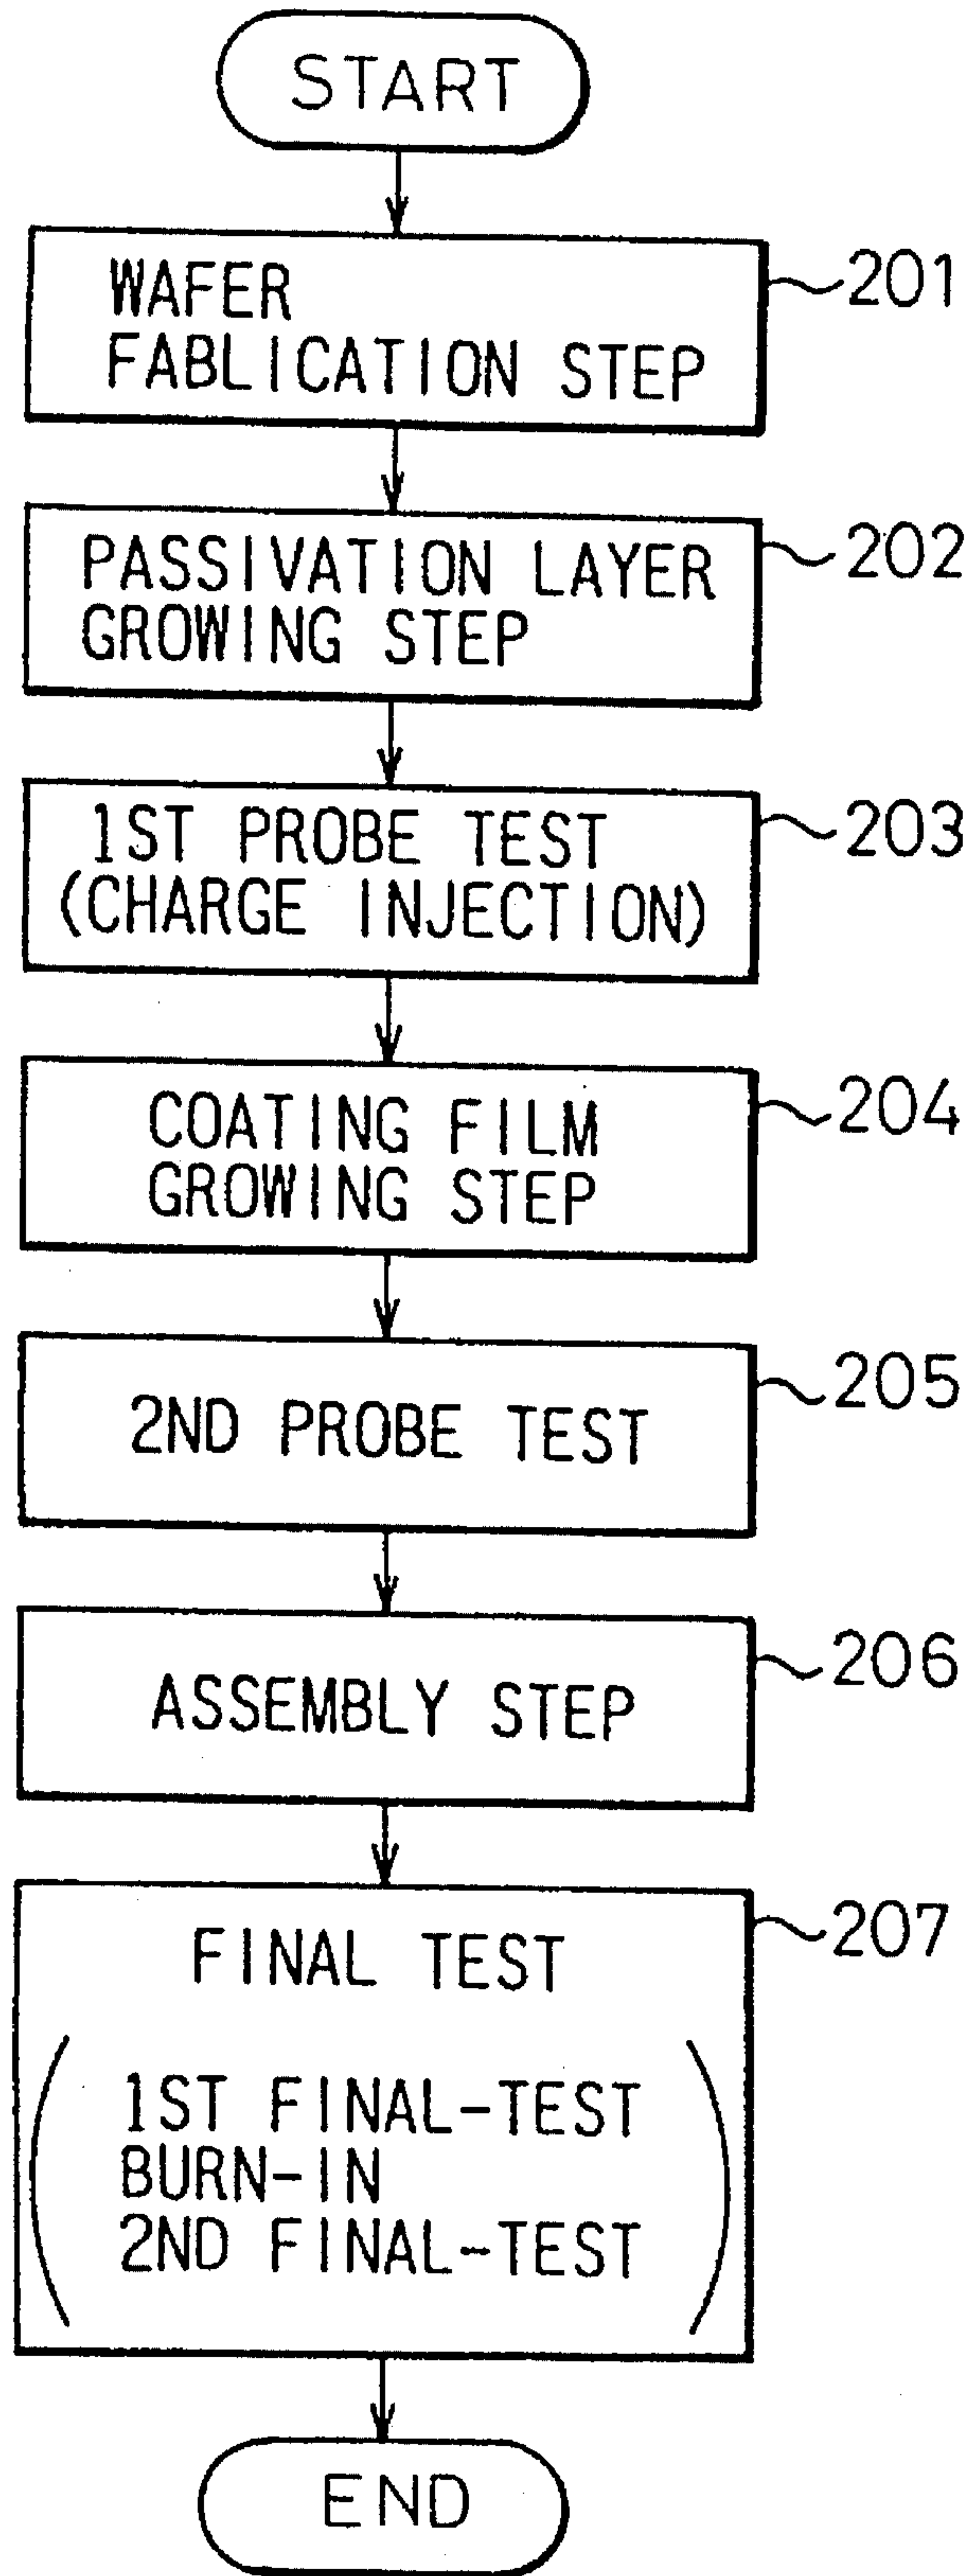 START
WAFER
FABLICATION STEP
201
PASSIVATION LAYER
GROWING STEP
202
1ST PROBE TEST
(CHARGE INJECTION)
203
COATING FILM
GROWING STEP
204
2ND PROBE TEST
205
ASSEMBLY STEP
206
FINAL TEST
207
(1ST FINAL-TEST
BURN-IN
2ND FINAL-TEST)
END